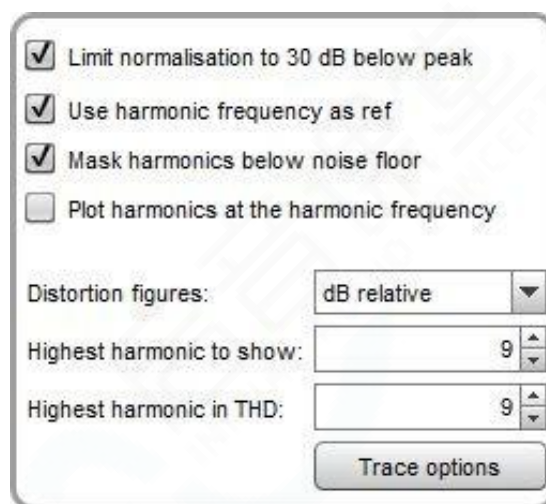 Limit normalisation to 30 dB below peak
Use harmonic frequency as ref
Mask harmonics below noise floor
Plot harmonics at the harmonic frequency
Distortion figures: dB relative
Highest harmonic to show: 9
Highest harmonic in THD: 9
Trace options